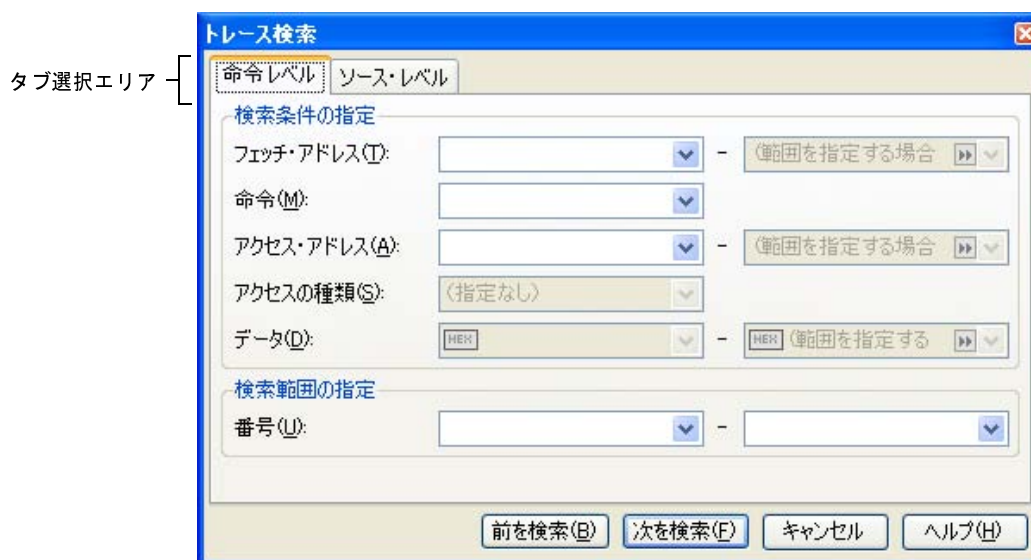 トレース検索
タブ選択エリア
命令レベル ソース・レベル
検索条件の指定
フェッチ・アドレス(T): - (範囲を指定する場合
命令(M):
アクセス・アドレス(A): - (範囲を指定する場合
アクセスの種類(S): (指定なし)
データ(D): HEX - HEX (範囲を指定する
検索範囲の指定
番号(U): -
前を検索(B) 次を検索(F) キャンセル ヘルプ(H)